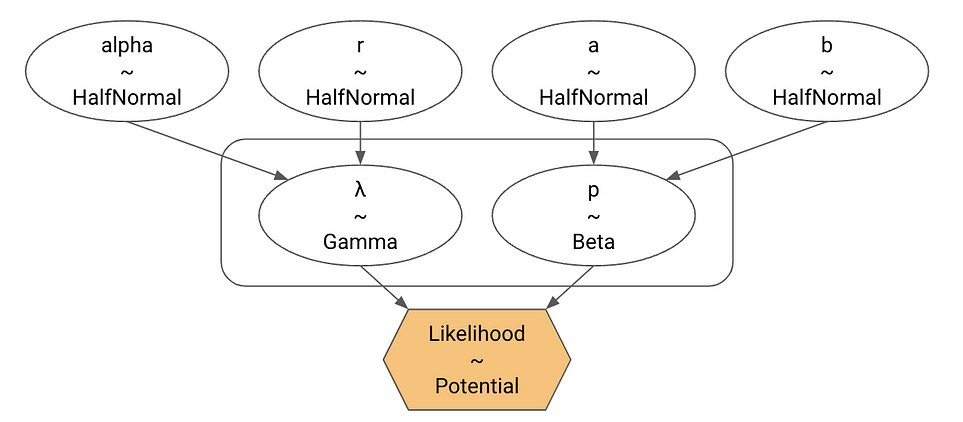 alpha
~
HalfNormal
r
~
HalfNormal
a
~
HalfNormal
b
~
HalfNormal
λ
~
Gamma
p
~
Beta
Likelihood
~
Potential